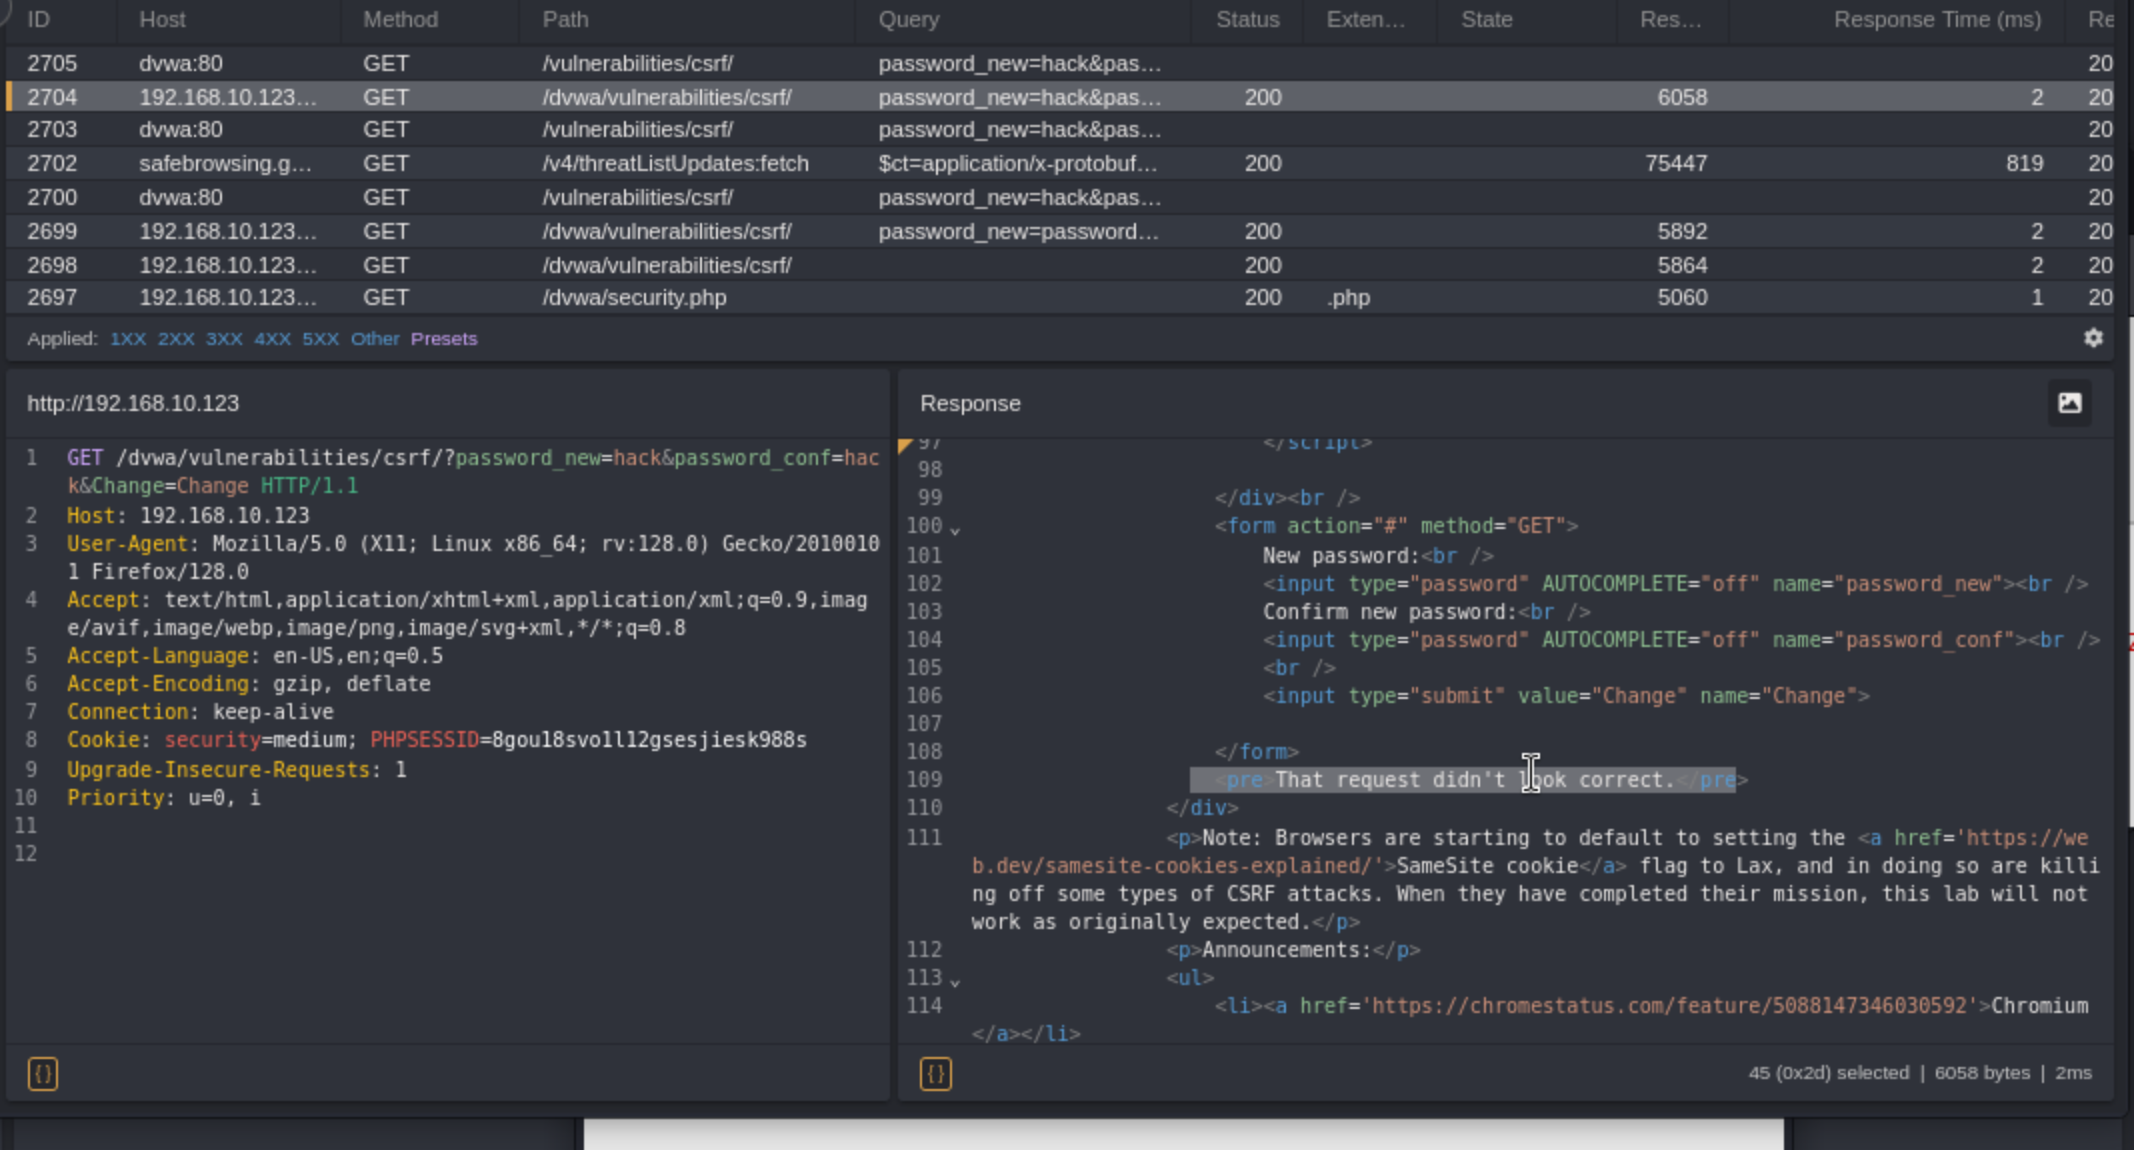 ID Host Method Path Query Status Exten... State Res... Response Time (ms) Re
2705 dvwa:80 GET /vulnerabilities/csrf/ password_new=hack&pas... 20
2704 192.168.10.123... GET /dvwa/vulnerabilities/csrf/ password_new=hack&pas... 200 6058 2 20
2703 dvwa:80 GET /vulnerabilities/csrf/ password_new=hack&pas... 20
2702 safebrowsing.g... GET /v4/threatListUpdates:fetch $ct=application/x-protobuf... 200 75447 819 20
2700 dvwa:80 GET /vulnerabilities/csrf/ password_new=hack&pas... 20
2699 192.168.10.123... GET /dvwa/vulnerabilities/csrf/ password_new=password... 200 5892 2 20
2698 192.168.10.123... GET /dvwa/vulnerabilities/csrf/ 200 5864 2 20
2697 192.168.10.123... GET /dvwa/security.php 200 .php 5060 1 20
Applied: 1XX 2XX 3XX 4XX 5XX Other Presets
http://192.168.10.123
1 GET /dvwa/vulnerabilities/csrf/?password_new=hack&password_conf=hac
k&Change=Change HTTP/1.1
2 Host: 192.168.10.123
3 User-Agent: Mozilla/5.0 (X11; Linux x86_64; rv:128.0) Gecko/2010010
1 Firefox/128.0
4 Accept: text/html,application/xhtml+xml,application/xml;q=0.9,imag
e/avif,image/webp,image/png,image/svg+xml,*/*;q=0.8
5 Accept-Language: en-US,en;q=0.5
6 Accept-Encoding: gzip, deflate
7 Connection: keep-alive
8 Cookie: security=medium; PHPSESSID=8gou18svo1l12gsesjiesk988s
9 Upgrade-Insecure-Requests: 1
10 Priority: u=0, i
11
12
{}
Response
97 </script>
98
99 </div><br />
100 <form action="#" method="GET">
101 New password:<br />
102 <input type="password" AUTOCOMPLETE="off" name="password_new"><br />
103 Confirm new password:<br />
104 <input type="password" AUTOCOMPLETE="off" name="password_conf"><br />
105 <br />
106 <input type="submit" value="Change" name="Change">
107
108 </form>
109 <pre>That request didn't look correct.</pre>
110 </div>
111 <p>Note: Browsers are starting to default to setting the <a href='https://we
b.dev/samesite-cookies-explained/'>SameSite cookie</a> flag to Lax, and in doing so are killi
ng off some types of CSRF attacks. When they have completed their mission, this lab will not
work as originally expected.</p>
112 <p>Announcements:</p>
113 <ul>
114 <li><a href='https://chromestatus.com/feature/5088147346030592'>Chromium
</a></li>
{} 45 (0x2d) selected | 6058 bytes | 2ms